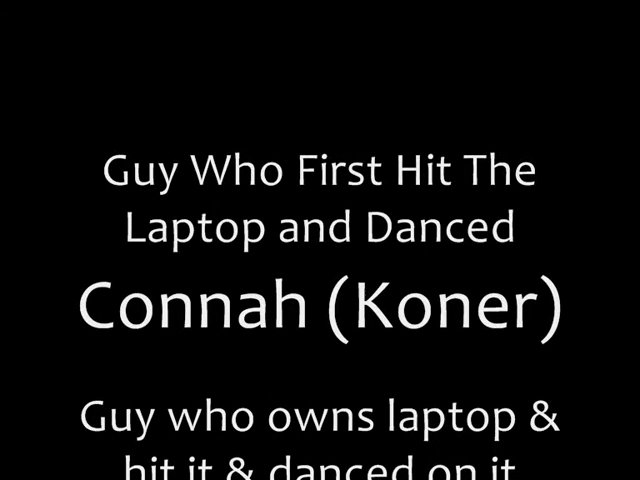 Guy Who First Hit The
Laptop and Danced
Connah (Koner)
Guy who owns laptop &
hit it & danced on it